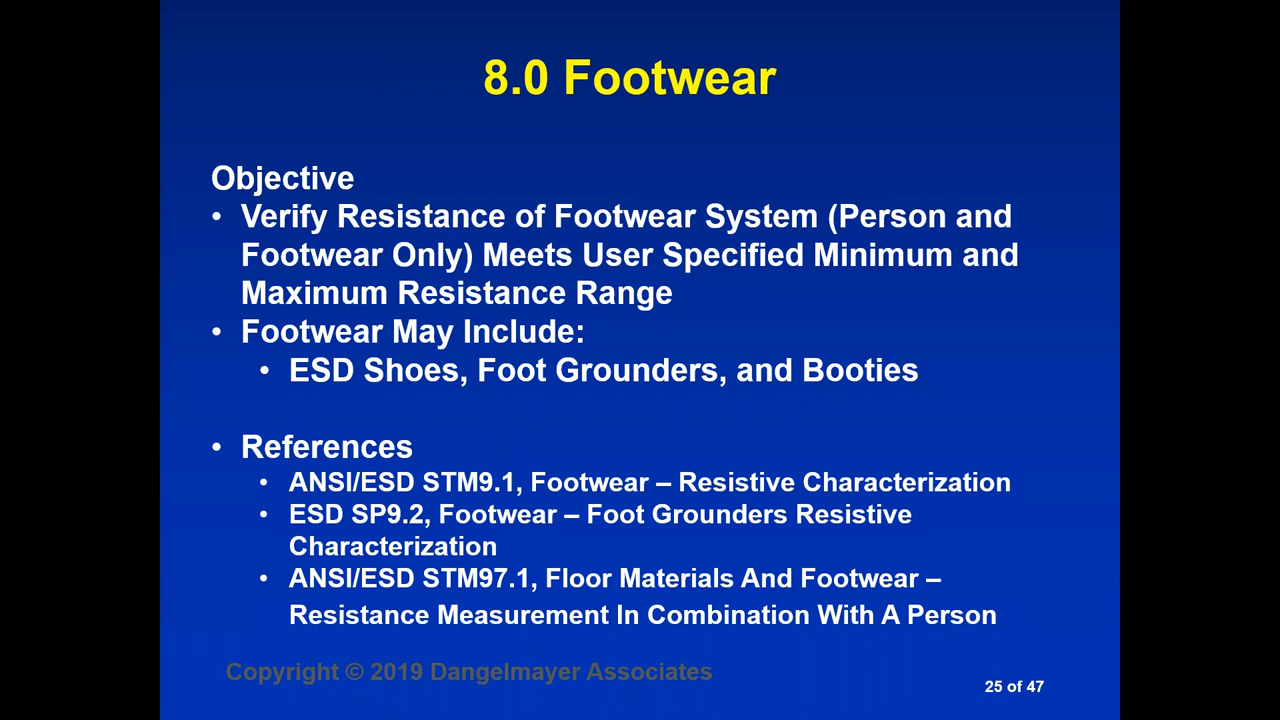 8.0 Footwear
Objective
• Verify Resistance of Footwear System (Person and
Footwear Only) Meets User Specified Minimum and
Maximum Resistance Range
• Footwear May Include:
• ESD Shoes, Foot Grounders, and Booties
• References
• ANSI/ESD STM9.1, Footwear – Resistive Characterization
• ESD SP9.2, Footwear – Foot Grounders Resistive
Characterization
• ANSI/ESD STM97.1, Floor Materials And Footwear –
Resistance Measurement In Combination With A Person
Copyright © 2019 Dangelmayer Associates
25 of 47